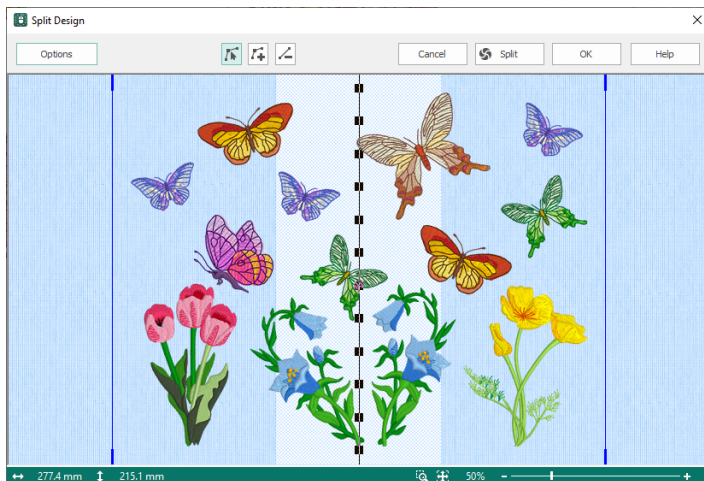 Split Design
Options
Cancel
Split
OK
Help
277.4 mm
215.1 mm
50%